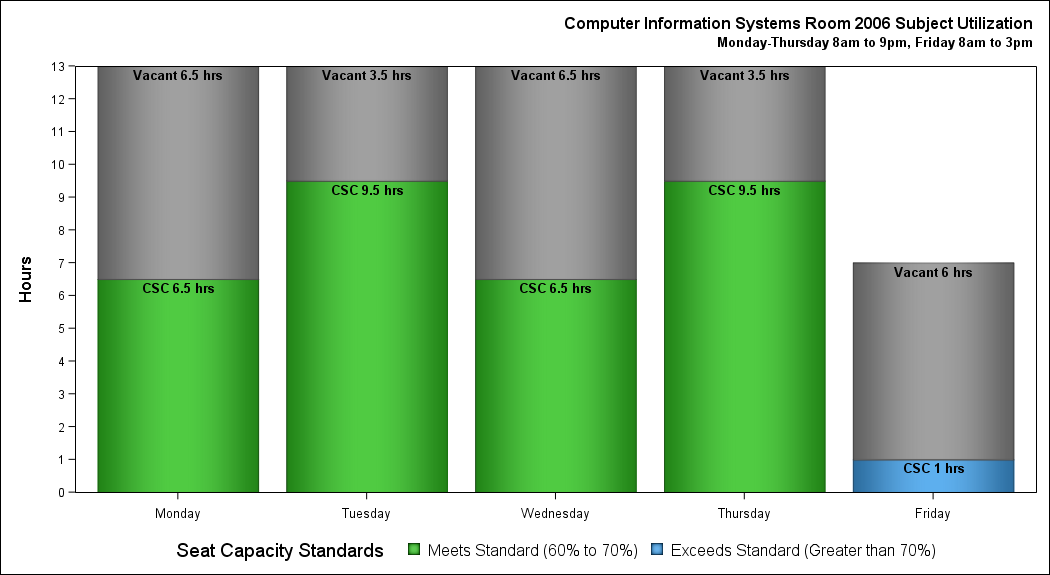 Computer Information Systems Room 2006 Subject Utilization
Monday-Thursday 8am to 9pm, Friday 8am to 3pm
Hours
13
12
11
10
9
8
7
6
5
4
3
2
1
0
Vacant 6.5 hrs
CSC 6.5 hrs
Vacant 3.5 hrs
CSC 9.5 hrs
Vacant 6.5 hrs
CSC 6.5 hrs
Vacant 3.5 hrs
CSC 9.5 hrs
Vacant 6 hrs
CSC 1 hrs
Monday Tuesday Wednesday Thursday Friday
Seat Capacity Standards Meets Standard (60% to 70%) Exceeds Standard (Greater than 70%)